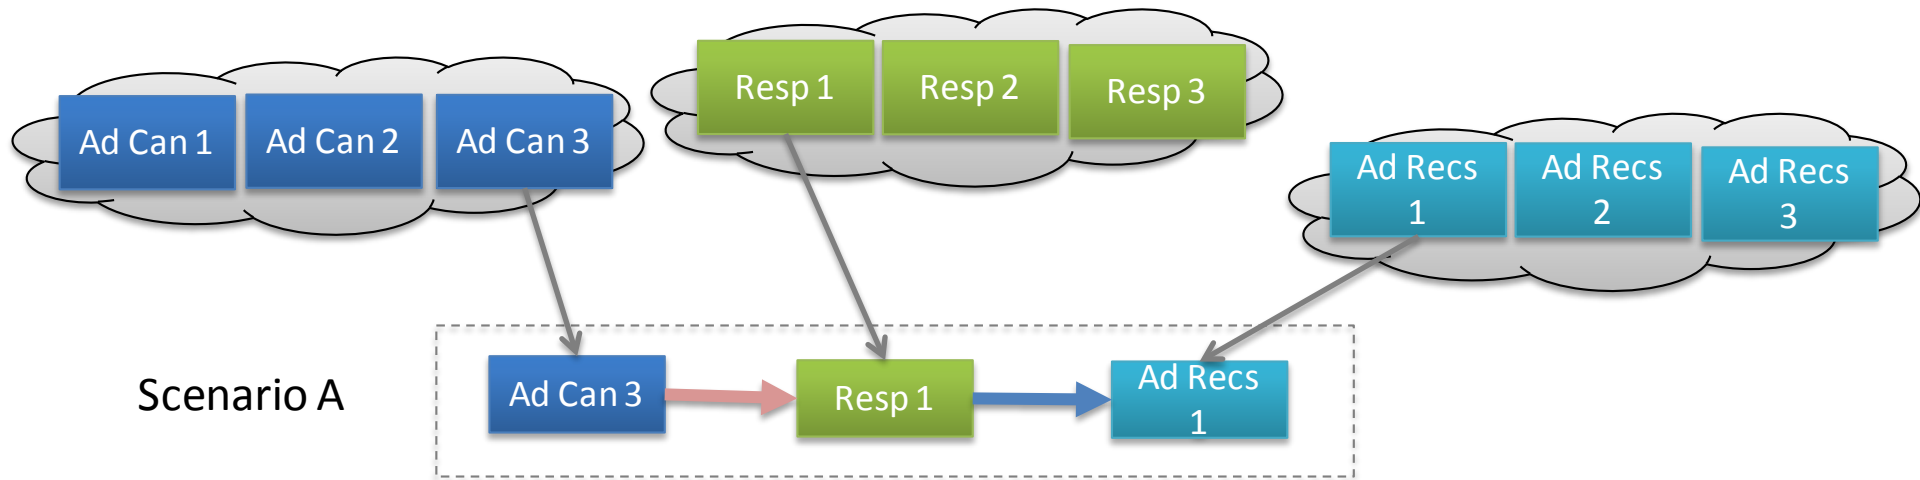 Ad Can 1
Ad Can 2
Ad Can 3
Resp 1
Resp 2
Resp 3
Ad Recs
1
Ad Recs
2
Ad Recs
3
Scenario A
Ad Can 3
Resp 1
Ad Recs
1